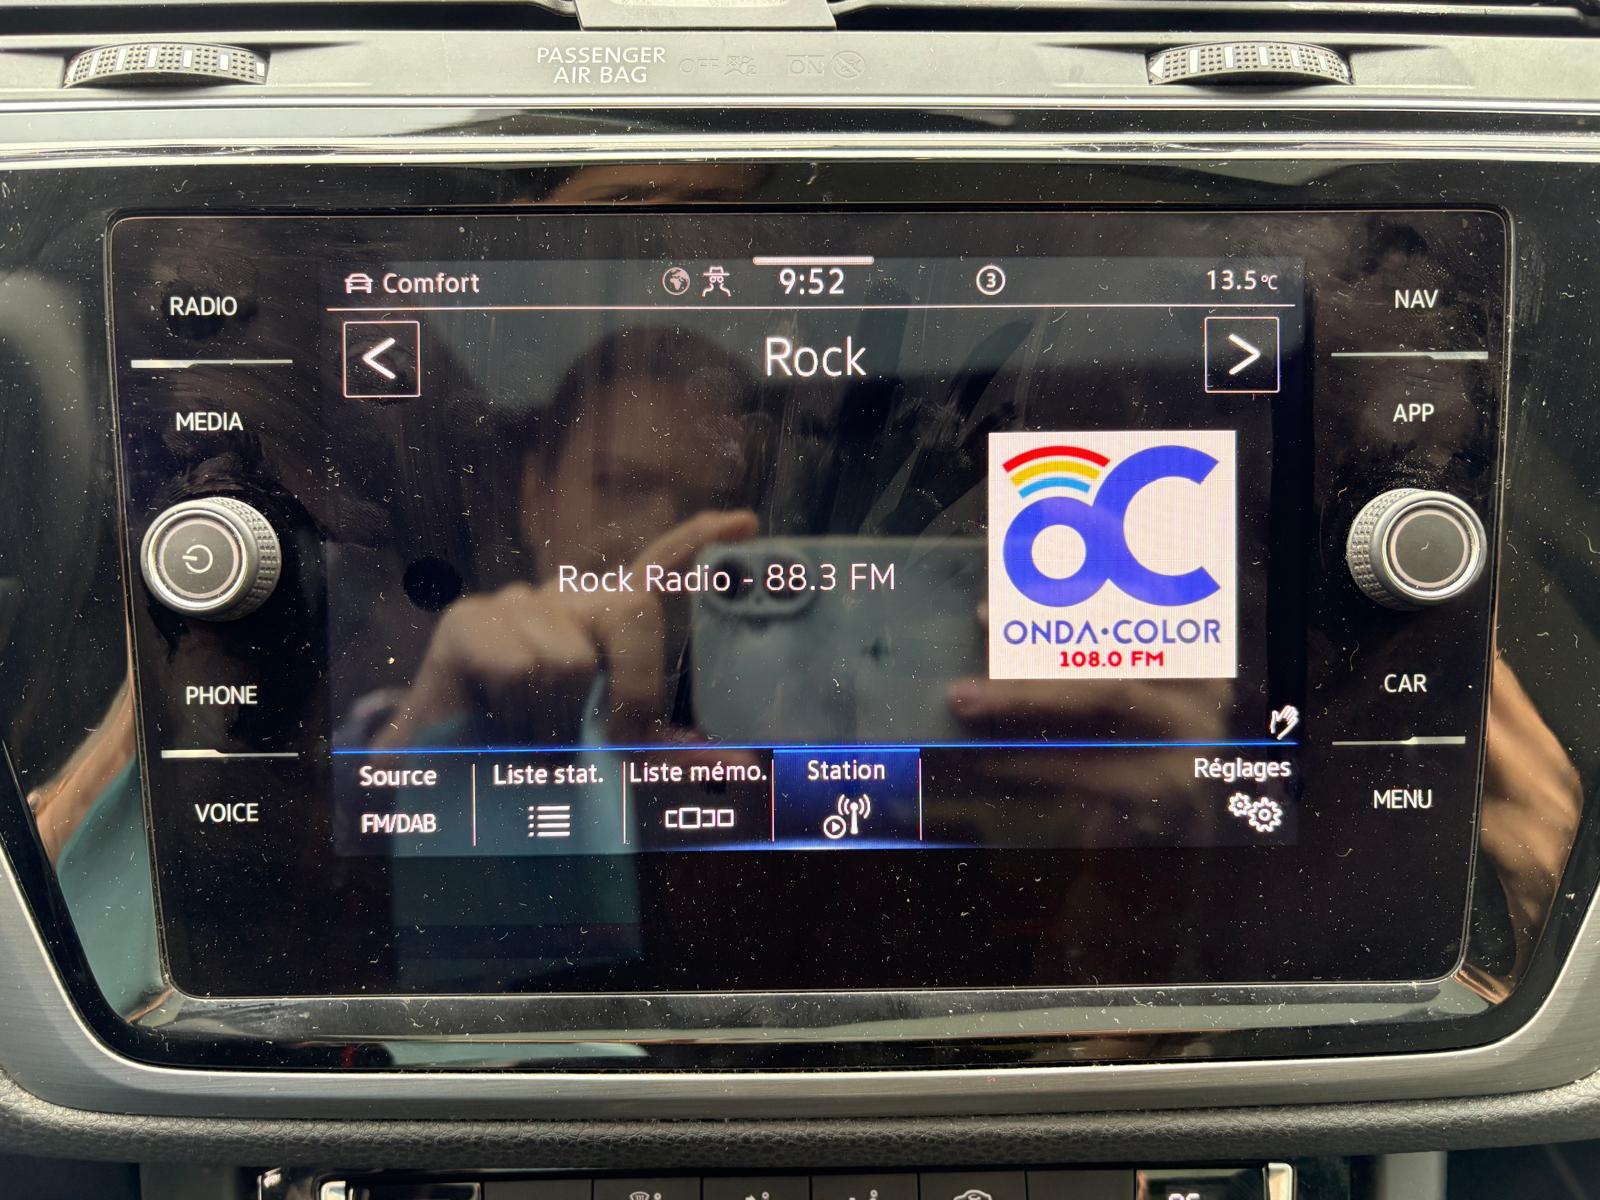 PASSENGER
AIR BAG
OFF ON
Comfort 9:52 3 13.5°C
RADIO
NAV
< Rock >
MEDIA
APP
Rock Radio - 88.3 FM
OC
ONDA·COLOR
108.0 FM
PHONE
CAR
Source Liste stat. Liste mémo. Station Réglages
FM/DAB
VOICE
MENU